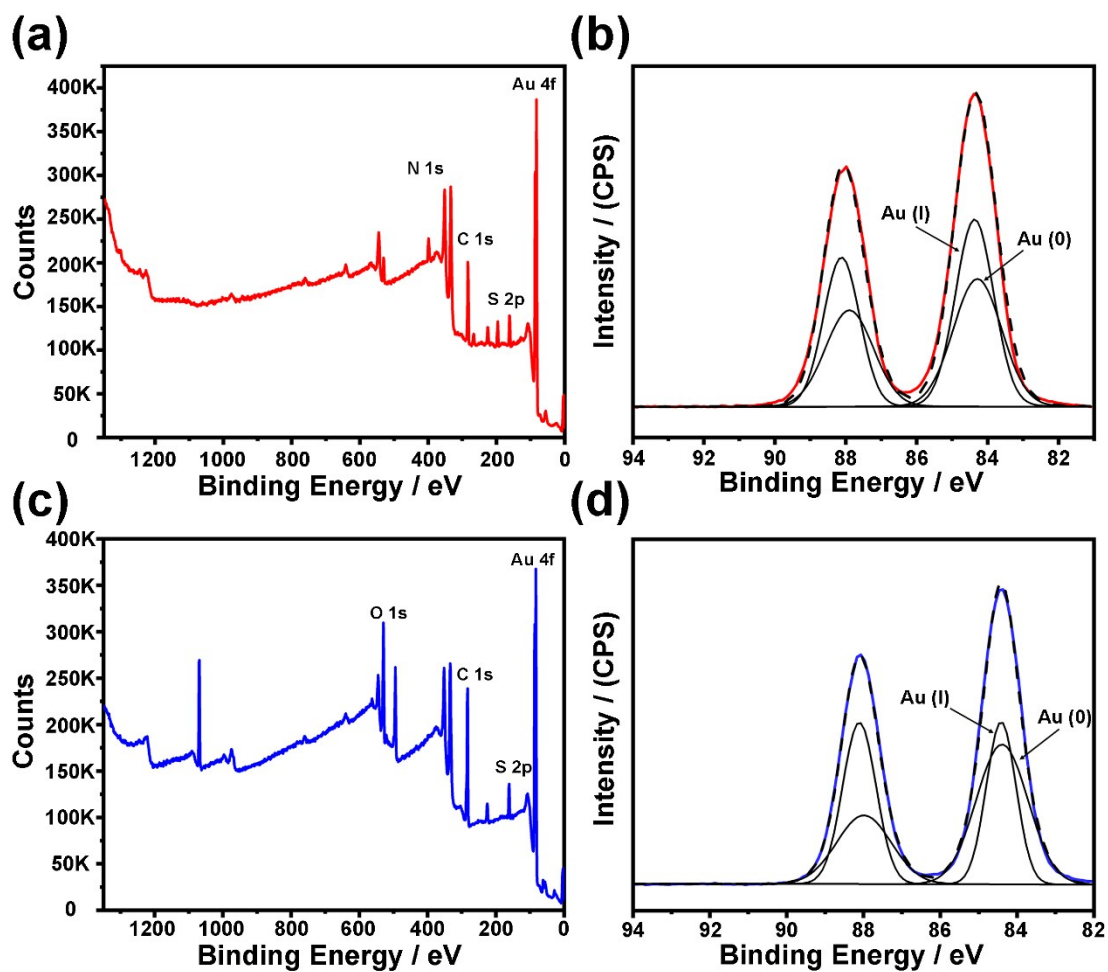 (a)
400K
350K
300K
250K
200K
150K
100K
50K
0
Counts
Au 4f
N 1s
C 1s
S 2p
1200 1000 800 600 400 200 0
Binding Energy / eV
(b)
Intensity / (CPS)
Au (I)
Au (0)
94 92 90 88 86 84 82
Binding Energy / eV
(c)
400K
350K
300K
250K
200K
150K
100K
50K
0
Counts
Au 4f
O 1s
C 1s
S 2p
1200 1000 800 600 400 200 0
Binding Energy / eV
(d)
Intensity / (CPS)
Au (I)
Au (0)
94 92 90 88 86 84 82
Binding Energy / eV